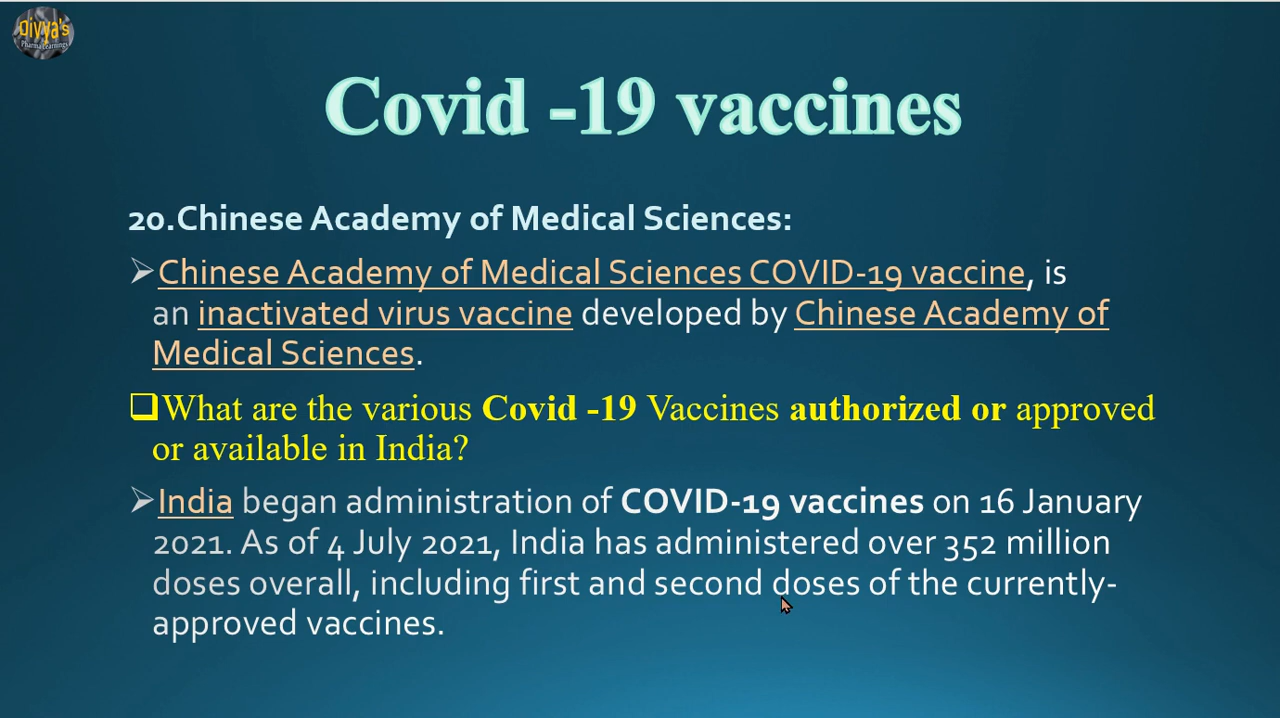 Divya's
Pharma Learnings
Covid -19 vaccines
20.Chinese Academy of Medical Sciences:
➢Chinese Academy of Medical Sciences COVID-19 vaccine, is
an inactivated virus vaccine developed by Chinese Academy of
Medical Sciences.
❑What are the various Covid -19 Vaccines authorized or approved
or available in India?
➢India began administration of COVID-19 vaccines on 16 January
2021. As of 4 July 2021, India has administered over 352 million
doses overall, including first and second doses of the currently-
approved vaccines.